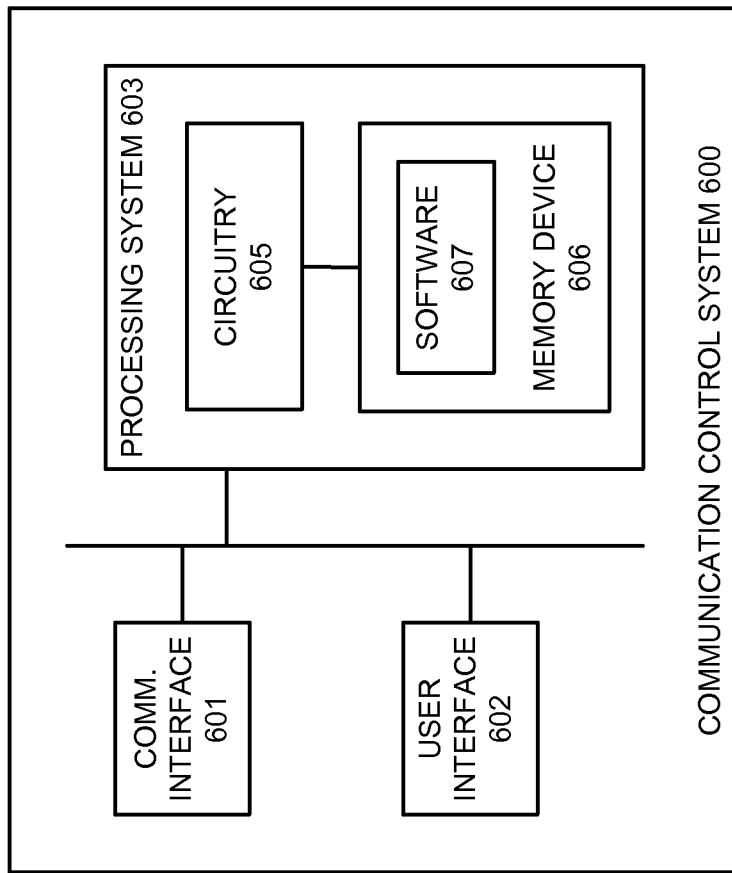 COMM.
INTERFACE
601
USER
INTERFACE
602
PROCESSING SYSTEM 603
CIRCUITRY
605
SOFTWARE
607
MEMORY DEVICE
606
COMMUNICATION CONTROL SYSTEM 600